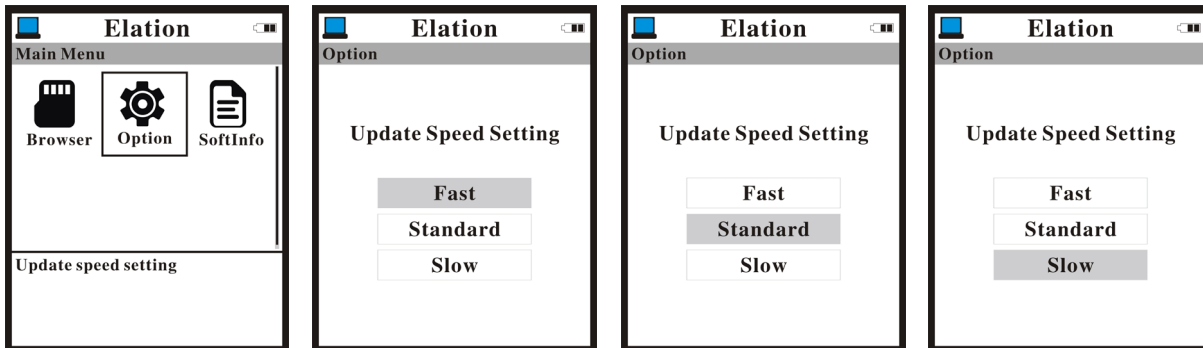 Elation
Main Menu
Browser Option SoftInfo
Update speed setting
Elation
Option
Update Speed Setting
Fast
Standard
Slow
Elation
Option
Update Speed Setting
Fast
Standard
Slow
Elation
Option
Update Speed Setting
Fast
Standard
Slow